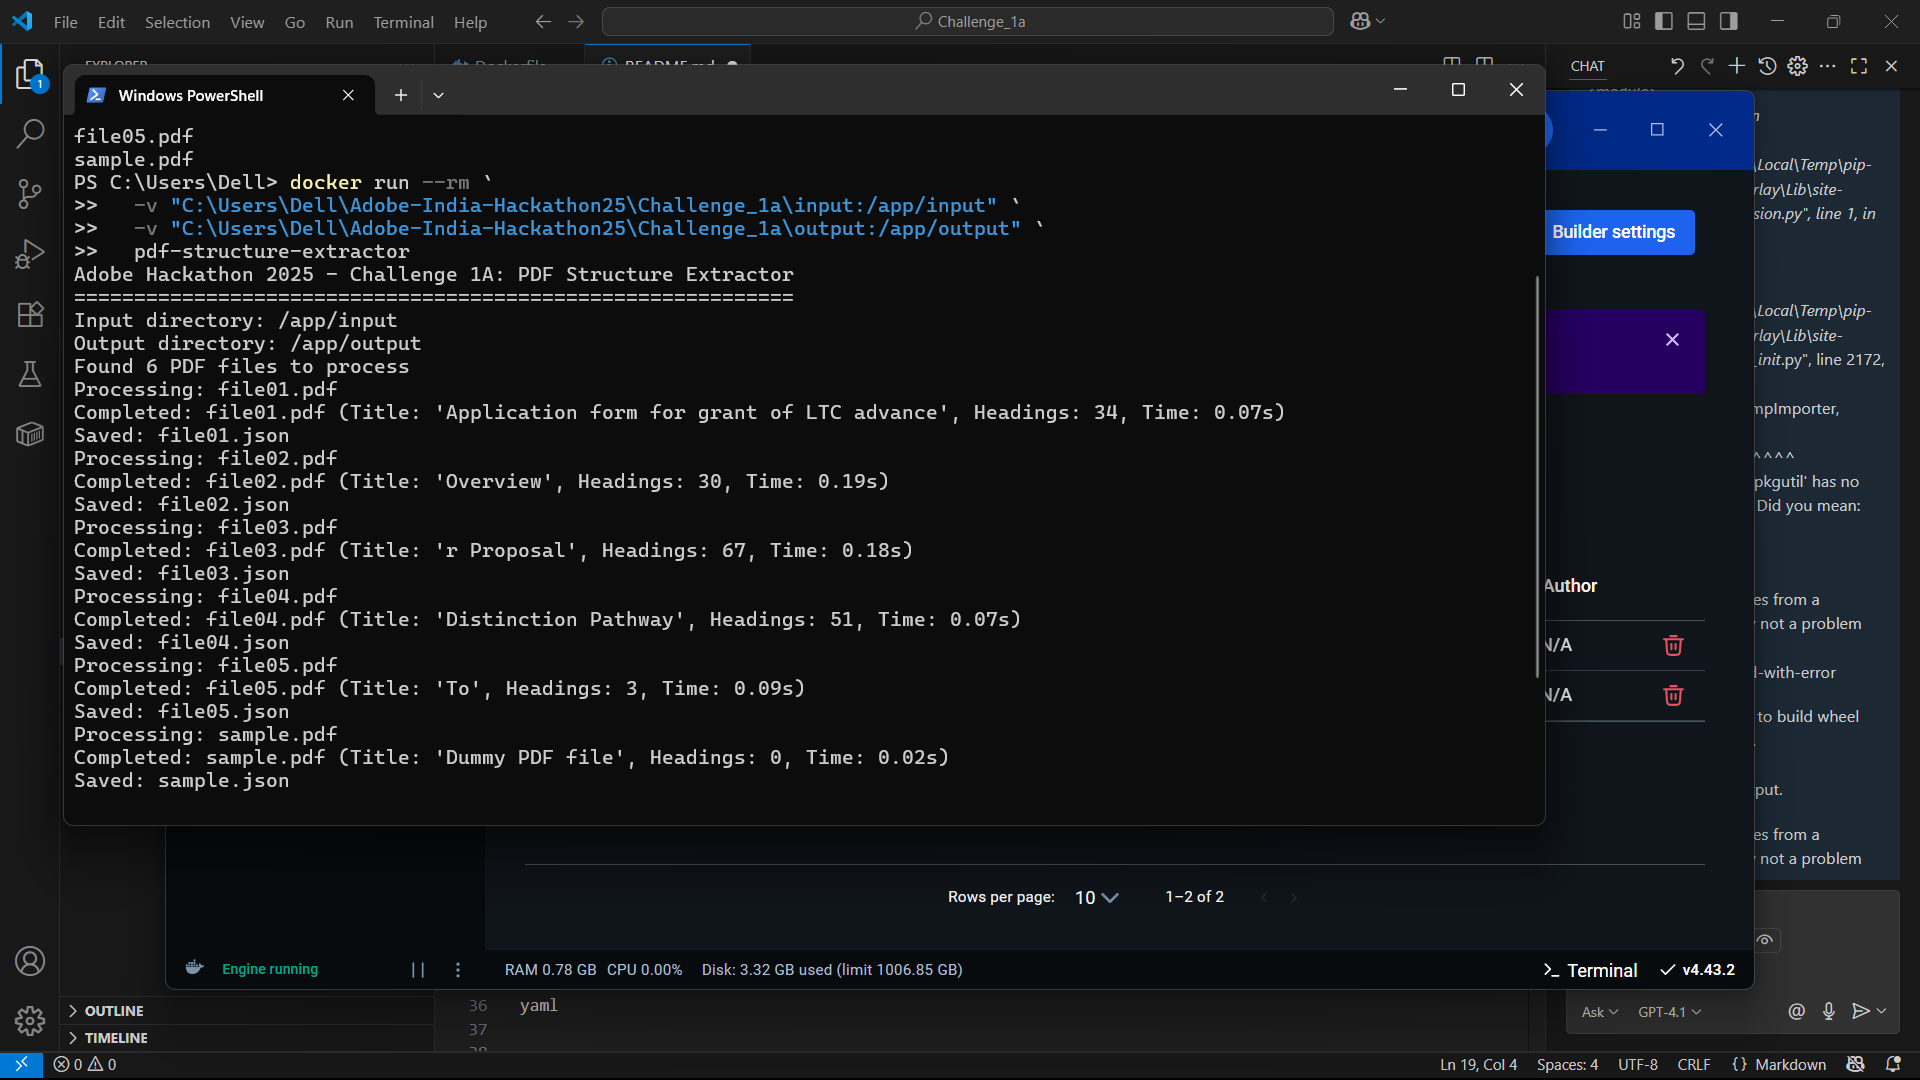 File Edit Selection View Go Run Terminal Help
Challenge_1a
CHAT
Windows PowerShell
file05.pdf
sample.pdf
PS C:\Users\Dell> docker run --rm `
>>   -v "C:\Users\Dell\Adobe-India-Hackathon25\Challenge_1a\input:/app/input" `
>>   -v "C:\Users\Dell\Adobe-India-Hackathon25\Challenge_1a\output:/app/output" `
>>   pdf-structure-extractor
Adobe Hackathon 2025 - Challenge 1A: PDF Structure Extractor
============================================================
Input directory: /app/input
Output directory: /app/output
Found 6 PDF files to process
Processing: file01.pdf
Completed: file01.pdf (Title: 'Application form for grant of LTC advance', Headings: 34, Time: 0.07s)
Saved: file01.json
Processing: file02.pdf
Completed: file02.pdf (Title: 'Overview', Headings: 30, Time: 0.19s)
Saved: file02.json
Processing: file03.pdf
Completed: file03.pdf (Title: 'r Proposal', Headings: 67, Time: 0.18s)
Saved: file03.json
Processing: file04.pdf
Completed: file04.pdf (Title: 'Distinction Pathway', Headings: 51, Time: 0.07s)
Saved: file04.json
Processing: file05.pdf
Completed: file05.pdf (Title: 'To', Headings: 3, Time: 0.09s)
Saved: file05.json
Processing: sample.pdf
Completed: sample.pdf (Title: 'Dummy PDF file', Headings: 0, Time: 0.02s)
Saved: sample.json
Builder settings
Author
N/A
N/A
\Local\Temp\pip-
rlay\Lib\site-
sion.py", line 1, in
\Local\Temp\pip-
rlay\Lib\site-
_init.py", line 2172,
mpImporter,
^^^^
pkgutil' has no
Did you mean:
es from a
not a problem
l-with-error
to build wheel
put.
es from a
not a problem
Rows per page: 10 1–2 of 2
Engine running RAM 0.78 GB CPU 0.00% Disk: 3.32 GB used (limit 1006.85 GB) Terminal v4.43.2
36 yaml
37
OUTLINE
TIMELINE
Ask GPT-4.1
1
0 0 Ln 19, Col 4 Spaces: 4 UTF-8 CRLF {} Markdown